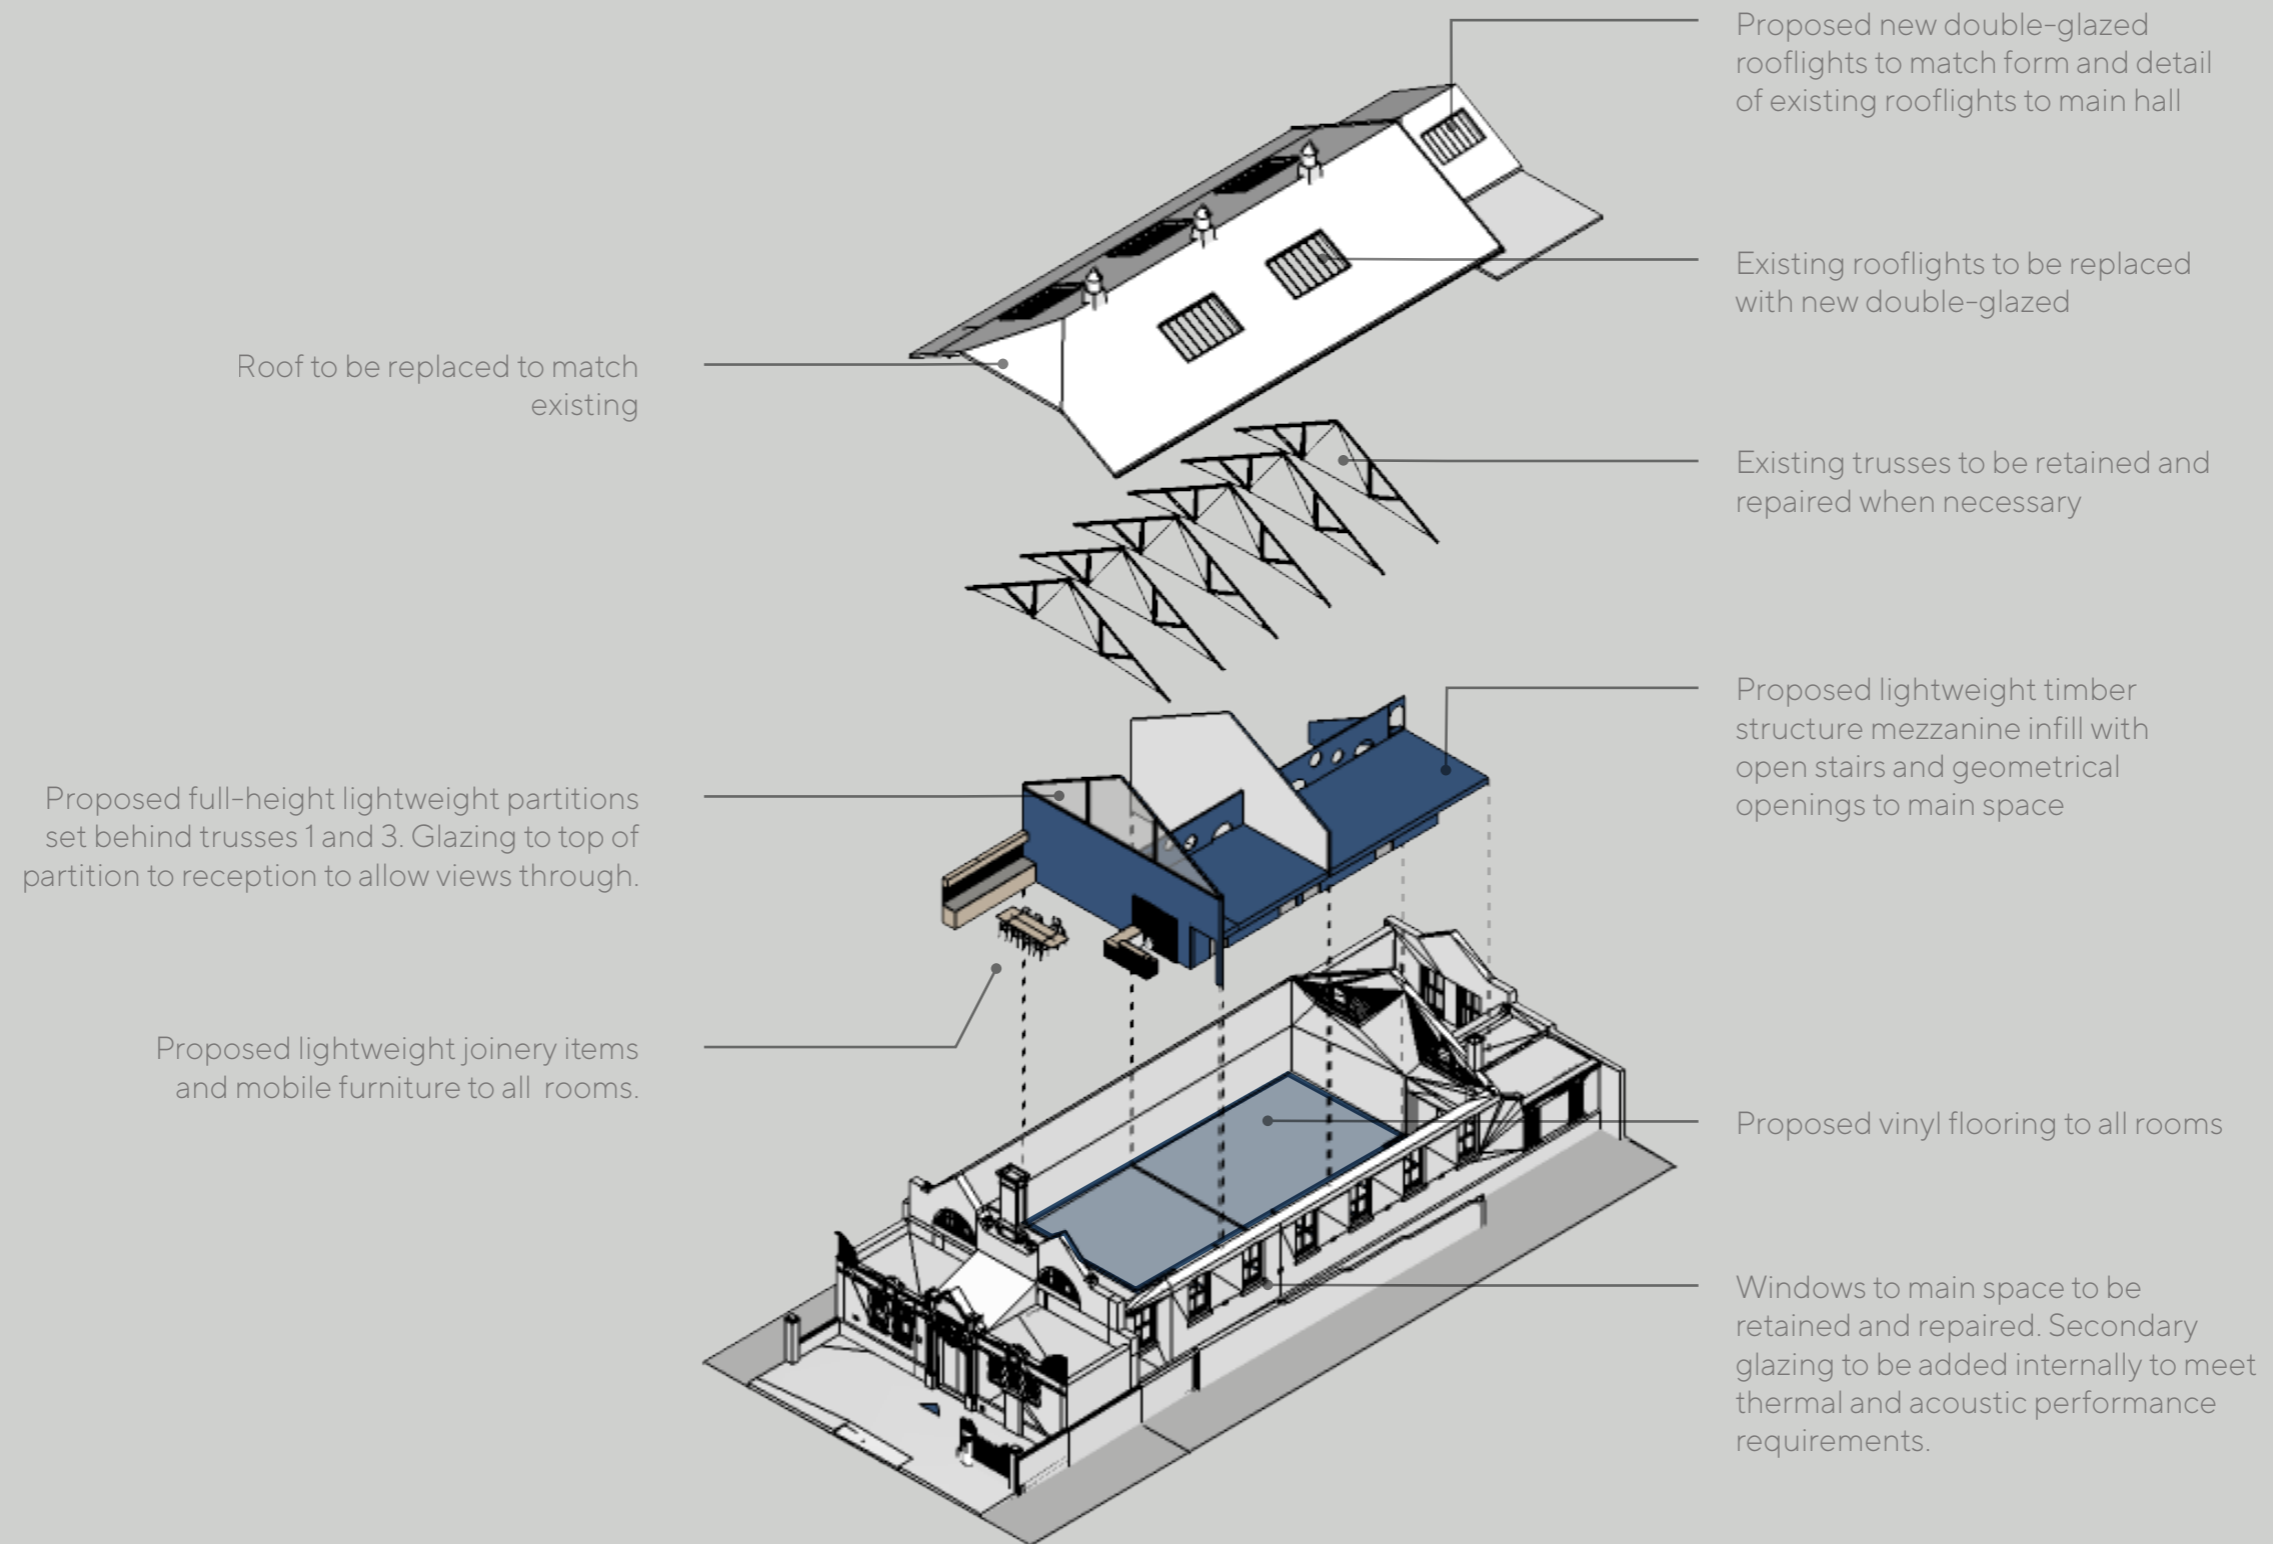 Proposed new double-glazed
rooflights to match form and detail
of existing rooflights to main hall
Existing rooflights to be replaced
with new double-glazed
Roof to be replaced to match
existing
Existing trusses to be retained and
repaired when necessary
Proposed lightweight timber
structure mezzanine infill with
open stairs and geometrical
openings to main space
Proposed full-height lightweight partitions
set behind trusses 1 and 3. Glazing to top of
partition to reception to allow views through.
Proposed lightweight joinery items
and mobile furniture to all rooms.
Proposed vinyl flooring to all rooms
Windows to main space to be
retained and repaired. Secondary
glazing to be added internally to meet
thermal and acoustic performance
requirements.